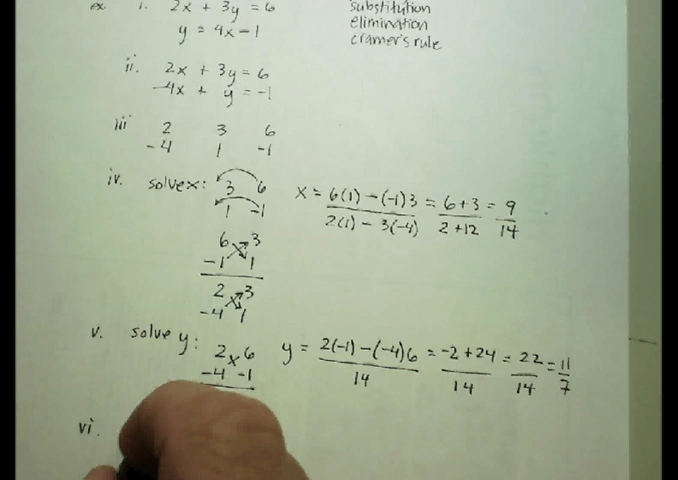 ex. i. 2x + 3y = 6 substitution
y = 4x - 1 elimination
cramer's rule
ii. 2x + 3y = 6
-4x + y = -1
iii 2 3 6
-4 1 -1
iv. solve x: 3 6 x = 6(1) - (-1)3 = 6+3 = 9
1 -1 2(1) - 3(-4) 2+12 14
6 3
-1 1
2 3
-4 1
v. solve y: 2 6 y = 2(-1) - (-4)6 = -2 + 24 = 22 = 11
-4 -1 14 14 14 7
vi.